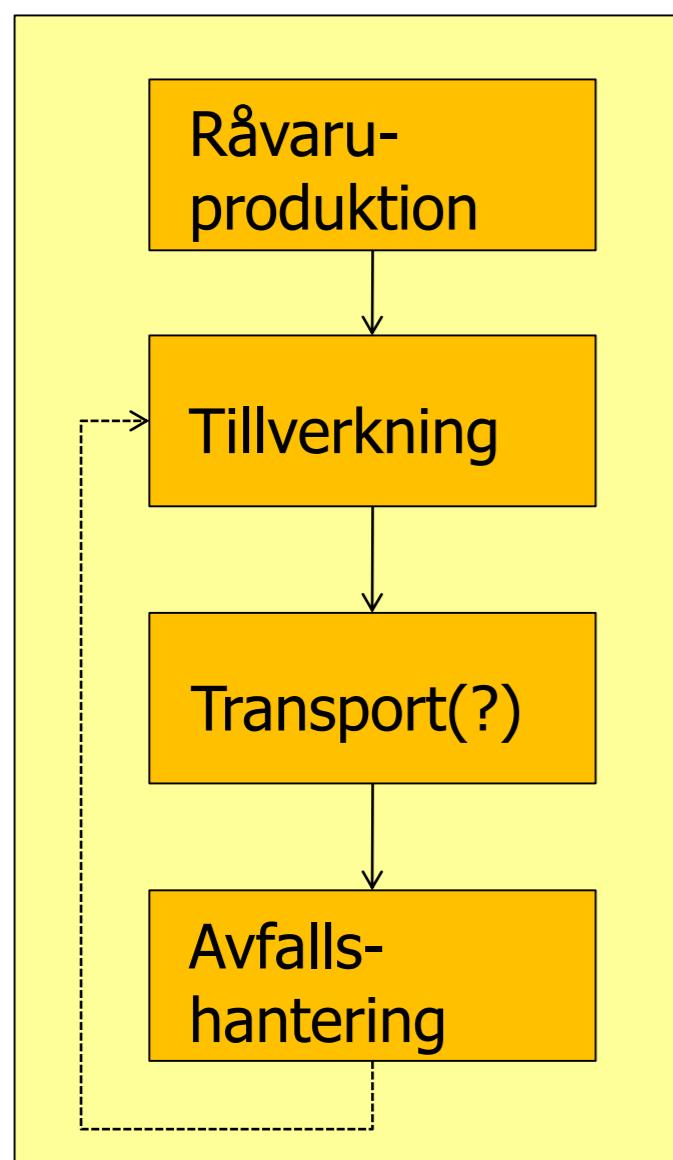 Råvaru-
produktion
Tillverkning
Transport(?)
Avfalls-
hantering